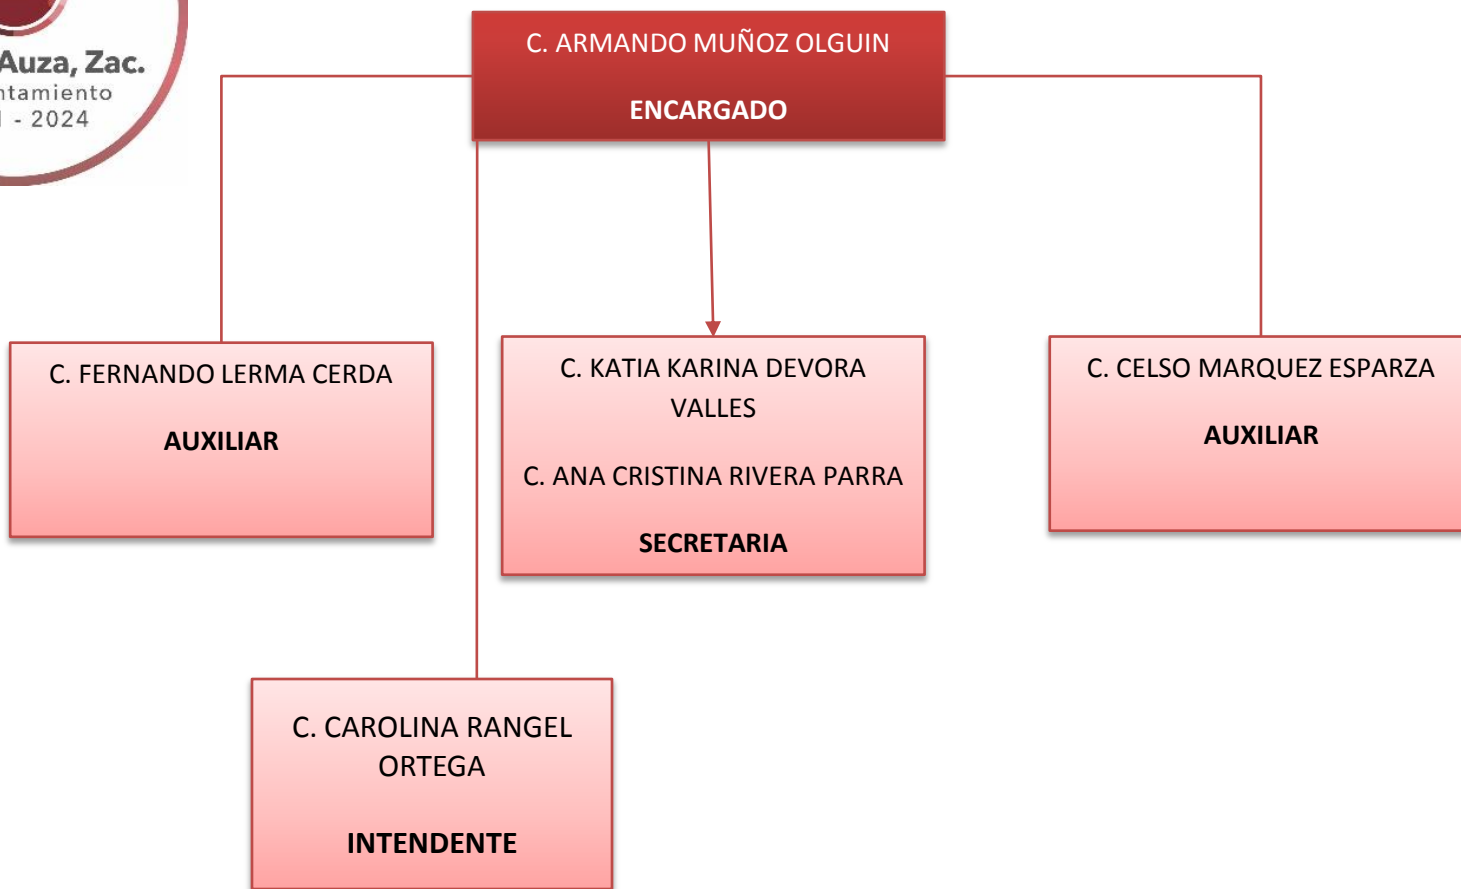 Auza, Zac.
- 2024
C. ARMANDO MUÑOZ OLGUIN
ENCARGADO
C. FERNANDO LERMA CERDA
AUXILIAR
C. KATIA KARINA DEVORA
VALLES
C. ANA CRISTINA RIVERA PARRA
SECRETARIA
C. CELSO MARQUEZ ESPARZA
AUXILIAR
C. CAROLINA RANGEL
ORTEGA
INTENDENTE